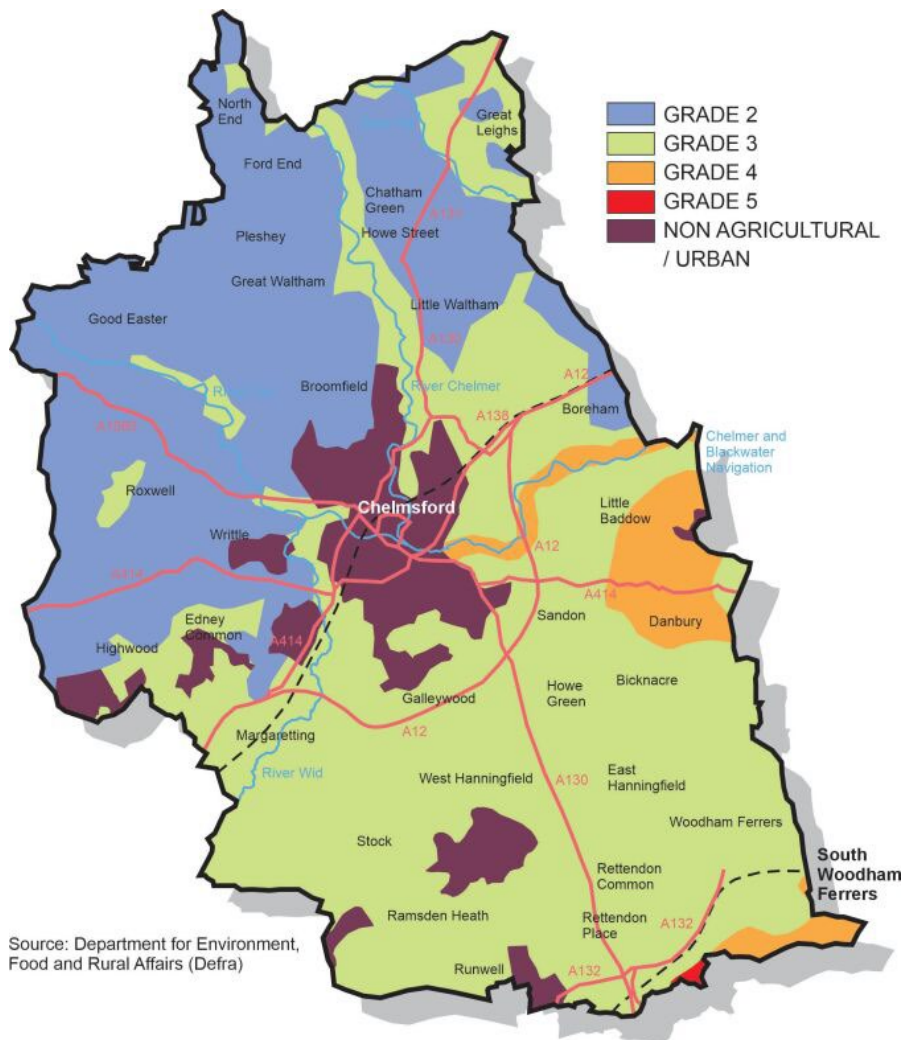 North
End
Great
Leighs
Ford End
Chatham
Green
A131
Howe Street
Pleshey
Great Waltham
Good Easter
Little Waltham
A130
Broomfield
River Chelmer
A12
A138
Boreham
A1060
Chelmer and
Blackwater
Navigation
Roxwell
Little
Baddow
Chelmsford
Writtle
A12
A414
A414
Sandon
Danbury
Edney
Common
Highwood
A414
Howe
Green
Bicknacre
Galleywood
Margaretting
A12
River Wid
West Hanningfield
A130
East
Hanningfield
Woodham Ferrers
Stock
South
Woodham
Ferrers
Rettendon
Common
Ramsden Heath
Rettendon
Place
A132
Runwell
A132
GRADE 2
GRADE 3
GRADE 4
GRADE 5
NON AGRICULTURAL
/ URBAN
Source: Department for Environment,
Food and Rural Affairs (Defra)